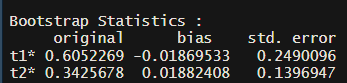 Bootstrap Statistics :
original bias std. error
t1* 0.6052269 -0.01869533 0.2490096
t2* 0.3425678 0.01882408 0.1396947